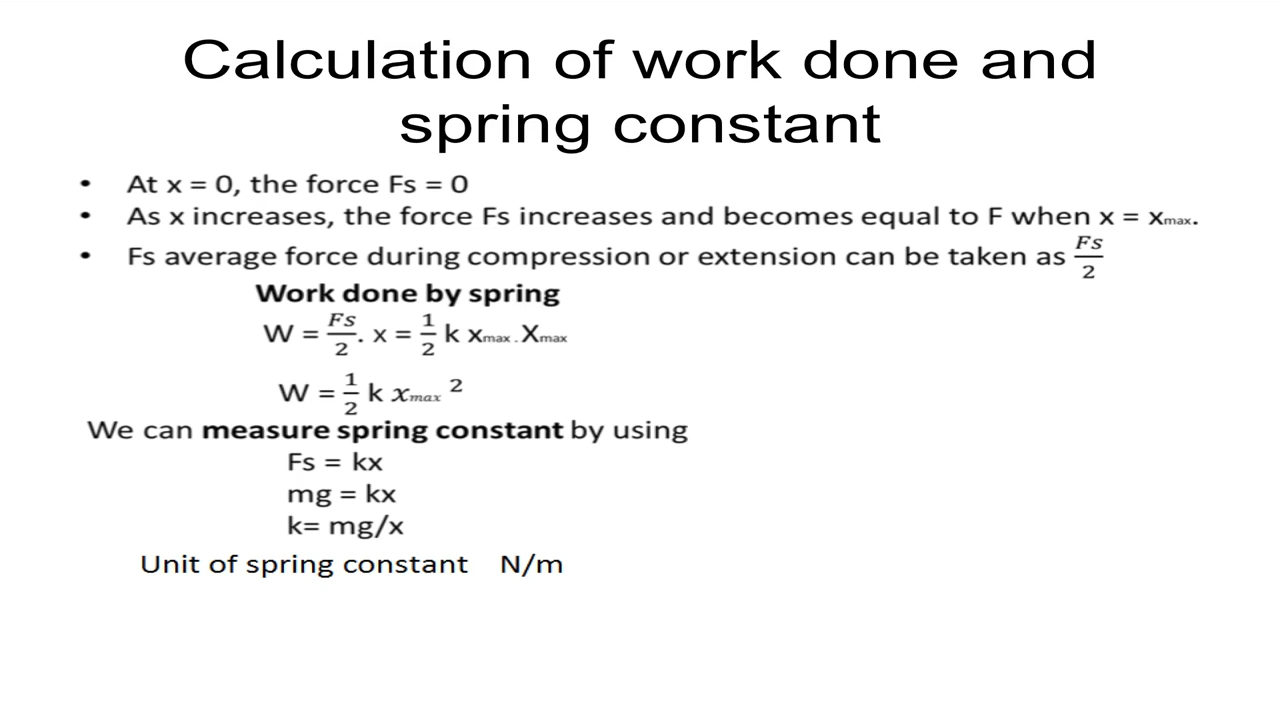 Calculation of work done and
spring constant
• At x = 0, the force Fs = 0
• As x increases, the force Fs increases and becomes equal to F when x = xmax.
• Fs average force during compression or extension can be taken as Fs/2
Work done by spring
W = Fs/2 . x = 1/2 k xmax . Xmax
W = 1/2 k xmax ²
We can measure spring constant by using
Fs = kx
mg = kx
k= mg/x
Unit of spring constant N/m